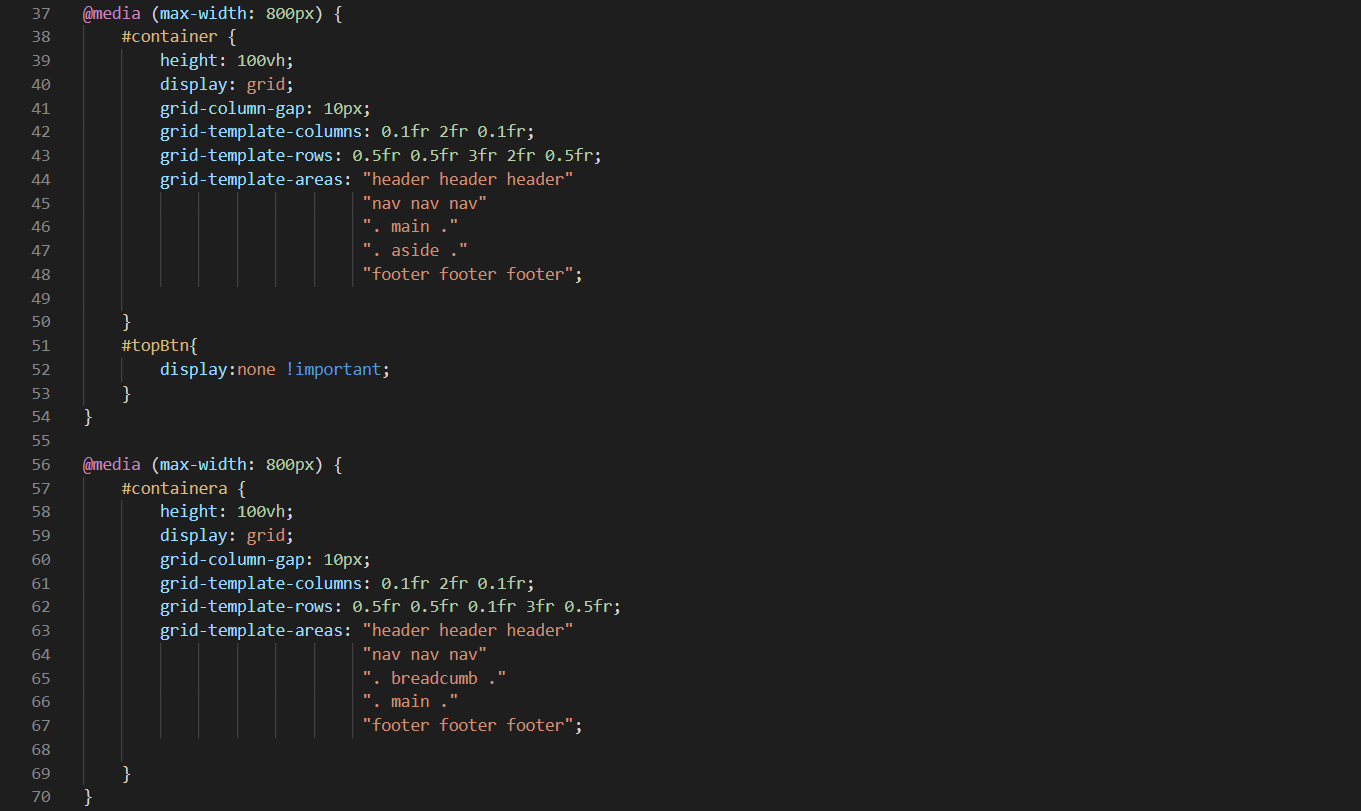 37 @media (max-width: 800px) {
38     #container {
39         height: 100vh;
40         display: grid;
41         grid-column-gap: 10px;
42         grid-template-columns: 0.1fr 2fr 0.1fr;
43         grid-template-rows: 0.5fr 0.5fr 3fr 2fr 0.5fr;
44         grid-template-areas: "header header header"
45                              "nav nav nav"
46                              ". main ."
47                              ". aside ."
48                              "footer footer footer";
49
50     }
51     #topBtn{
52         display:none !important;
53     }
54 }
55
56 @media (max-width: 800px) {
57     #containera {
58         height: 100vh;
59         display: grid;
60         grid-column-gap: 10px;
61         grid-template-columns: 0.1fr 2fr 0.1fr;
62         grid-template-rows: 0.5fr 0.5fr 0.1fr 3fr 0.5fr;
63         grid-template-areas: "header header header"
64                              "nav nav nav"
65                              ". breadcumb ."
66                              ". main ."
67                              "footer footer footer";
68
69     }
70 }